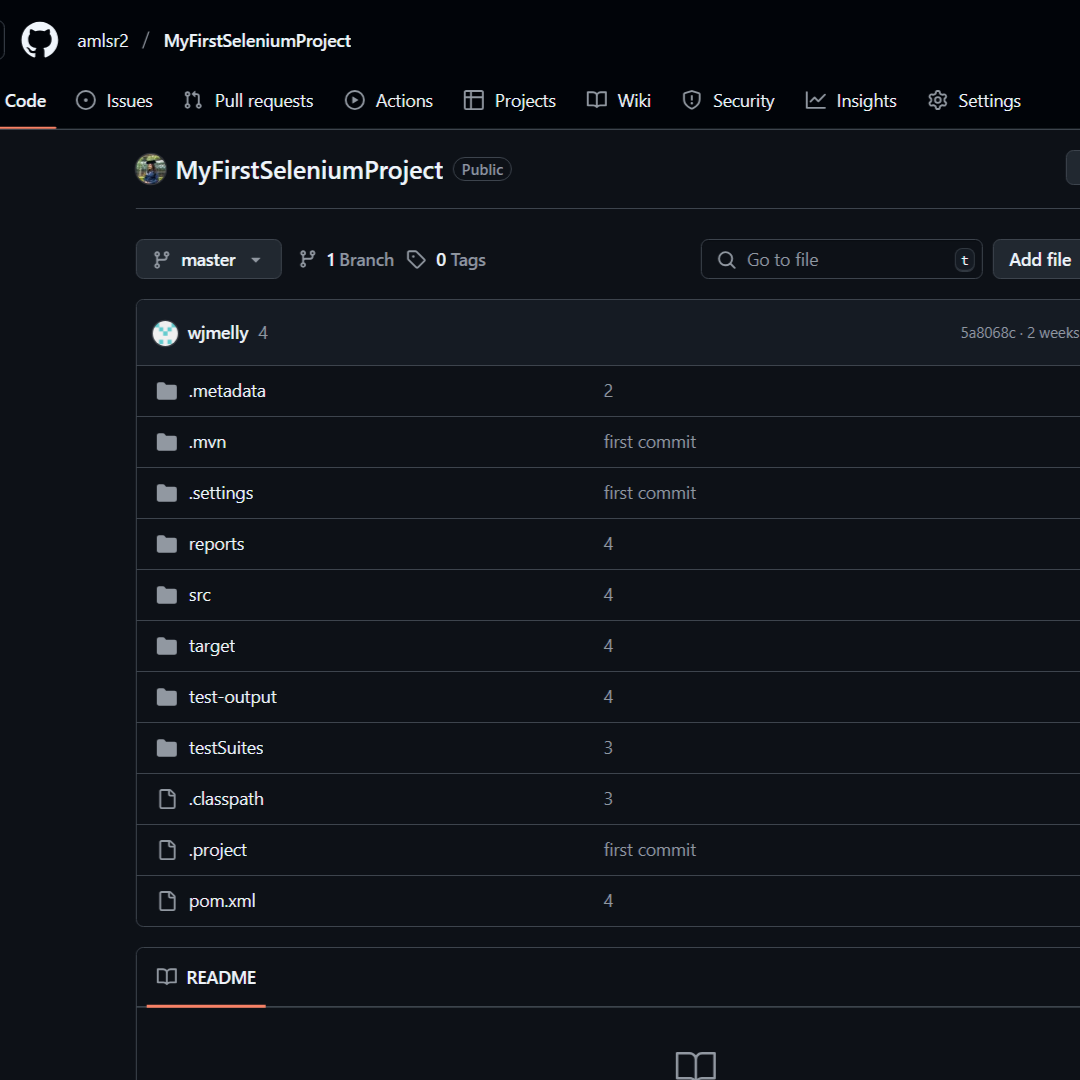 amlsr2 / MyFirstSeleniumProject
Code Issues Pull requests Actions Projects Wiki Security Insights Settings
MyFirstSeleniumProject Public
master 1 Branch 0 Tags Go to file t Add file
wjmelly 4 5a8068c · 2 weeks
.metadata 2
.mvn first commit
.settings first commit
reports 4
src 4
target 4
test-output 4
testSuites 3
.classpath 3
.project first commit
pom.xml 4
README